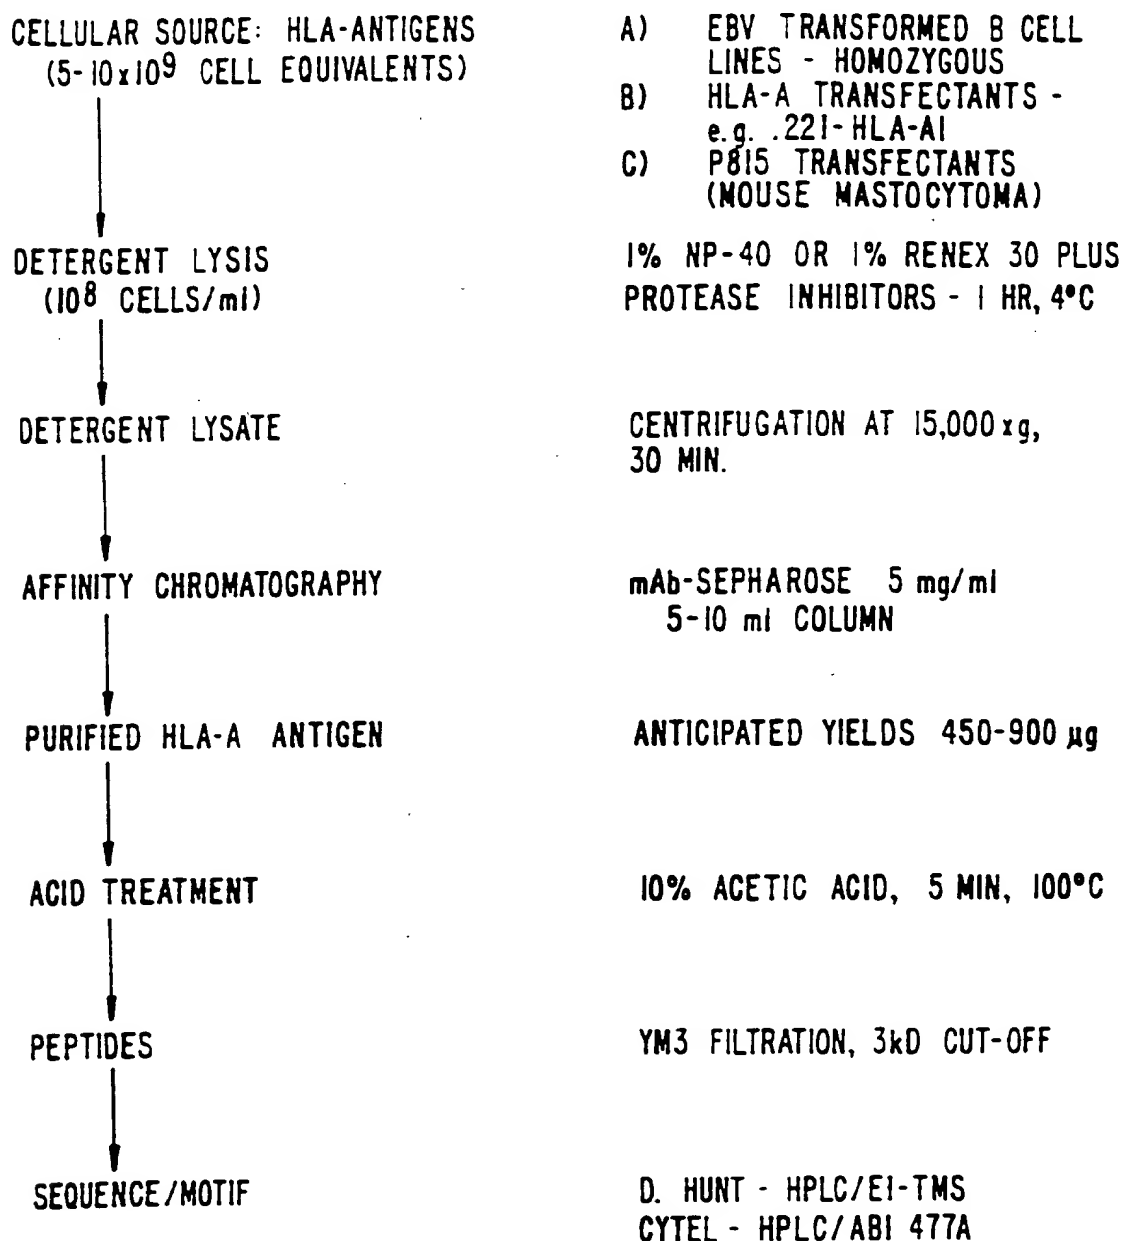 CELLULAR SOURCE: HLA-ANTIGENS
(5-10x10⁹ CELL EQUIVALENTS)
A) EBV TRANSFORMED B CELL
LINES - HOMOZYGOUS
B) HLA-A TRANSFECTANTS -
e.g. .221-HLA-A1
C) P815 TRANSFECTANTS
(MOUSE MASTOCYTOMA)
DETERGENT LYSIS
(10⁸ CELLS/ml)
1% NP-40 OR 1% RENEX 30 PLUS
PROTEASE INHIBITORS - 1 HR, 4°C
DETERGENT LYSATE
CENTRIFUGATION AT 15,000xg,
30 MIN.
AFFINITY CHROMATOGRAPHY
mAb-SEPHAROSE 5 mg/ml
5-10 ml COLUMN
PURIFIED HLA-A ANTIGEN
ANTICIPATED YIELDS 450-900 µg
ACID TREATMENT
10% ACETIC ACID, 5 MIN, 100°C
PEPTIDES
YM3 FILTRATION, 3kD CUT-OFF
SEQUENCE/MOTIF
D. HUNT - HPLC/EI-TMS
CYTEL - HPLC/ABI 477A